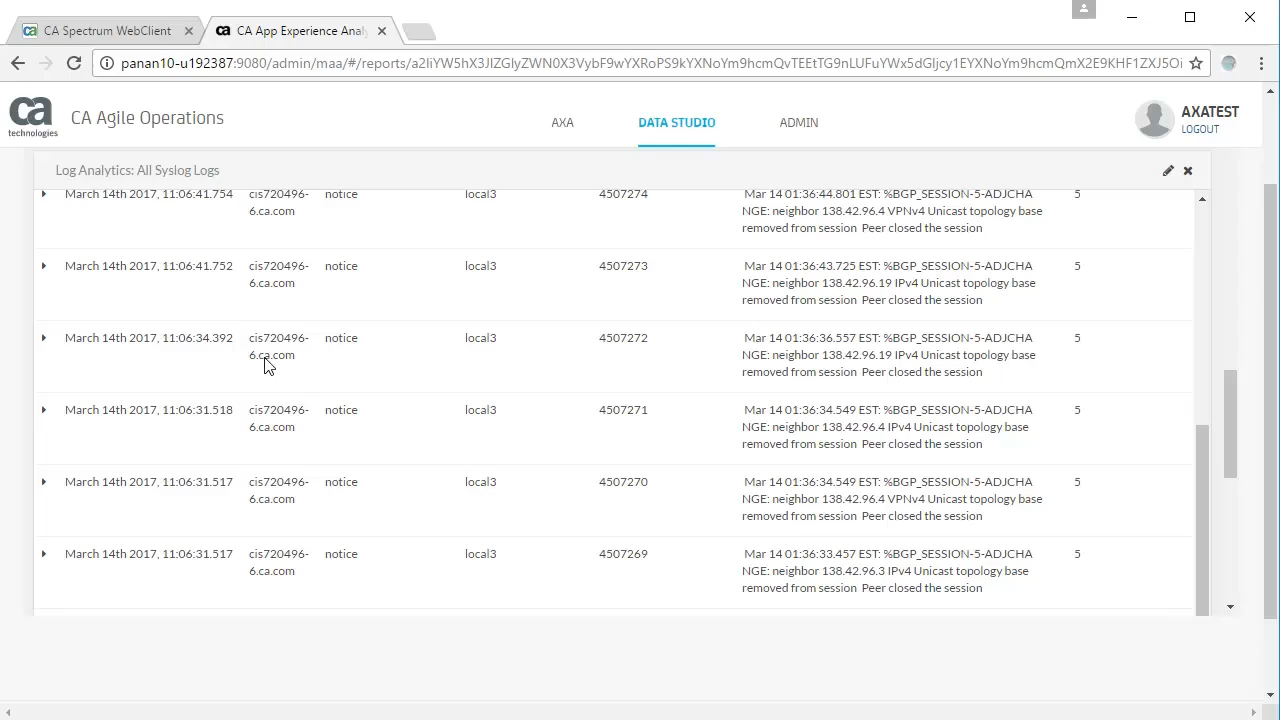 CA Spectrum WebClient
CA App Experience Anal
panan10-u192387:9080/admin/maa/#/reports/
ca
technologies
CA Agile Operations
AXA
DATA STUDIO
ADMIN
AXATEST
LOGOUT
Log Analytics: All Syslog Logs
March 14th 2017, 11:06:41.754 cis720496- notice local3 4507274 Mar 14 01:36:44.801 EST: %BGP_SESSION-5-ADJCHA 5
6.ca.com NGE: neighbor 138.42.96.4 VPNv4 Unicast topology base
removed from session Peer closed the session
March 14th 2017, 11:06:41.752 cis720496- notice local3 4507273 Mar 14 01:36:43.725 EST: %BGP_SESSION-5-ADJCHA 5
6.ca.com NGE: neighbor 138.42.96.19 IPv4 Unicast topology base
removed from session Peer closed the session
March 14th 2017, 11:06:34.392 cis720496- notice local3 4507272 Mar 14 01:36:36.557 EST: %BGP_SESSION-5-ADJCHA 5
6.ca.com NGE: neighbor 138.42.96.19 IPv4 Unicast topology base
removed from session Peer closed the session
March 14th 2017, 11:06:31.518 cis720496- notice local3 4507271 Mar 14 01:36:34.549 EST: %BGP_SESSION-5-ADJCHA 5
6.ca.com NGE: neighbor 138.42.96.4 IPv4 Unicast topology base
removed from session Peer closed the session
March 14th 2017, 11:06:31.517 cis720496- notice local3 4507270 Mar 14 01:36:34.549 EST: %BGP_SESSION-5-ADJCHA 5
6.ca.com NGE: neighbor 138.42.96.4 VPNv4 Unicast topology base
removed from session Peer closed the session
March 14th 2017, 11:06:31.517 cis720496- notice local3 4507269 Mar 14 01:36:33.457 EST: %BGP_SESSION-5-ADJCHA 5
6.ca.com NGE: neighbor 138.42.96.3 IPv4 Unicast topology base
removed from session Peer closed the session